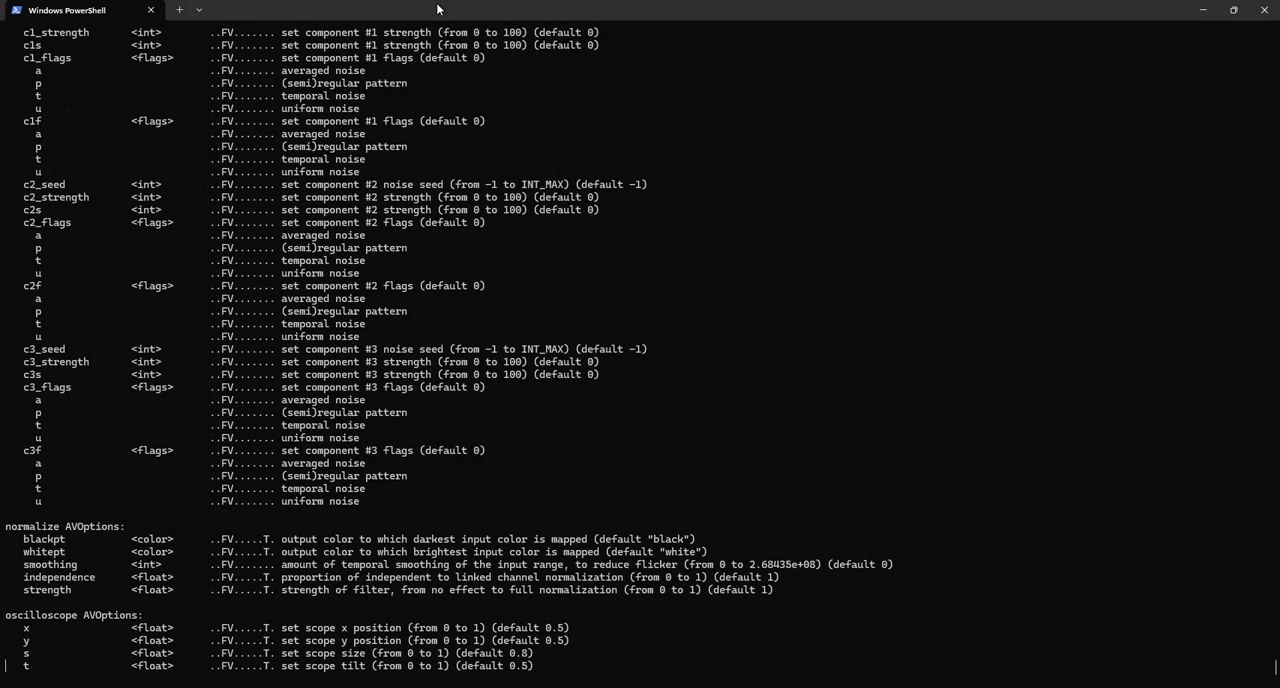 Windows PowerShell
c1_strength <int> ..FV....... set component #1 strength (from 0 to 100) (default 0)
c1s <int> ..FV....... set component #1 strength (from 0 to 100) (default 0)
c1_flags <flags> ..FV....... set component #1 flags (default 0)
a ..FV....... averaged noise
p ..FV....... (semi)regular pattern
t ..FV....... temporal noise
u ..FV....... uniform noise
c1f <flags> ..FV....... set component #1 flags (default 0)
a ..FV....... averaged noise
p ..FV....... (semi)regular pattern
t ..FV....... temporal noise
u ..FV....... uniform noise
c2_seed <int> ..FV....... set component #2 noise seed (from -1 to INT_MAX) (default -1)
c2_strength <int> ..FV....... set component #2 strength (from 0 to 100) (default 0)
c2s <int> ..FV....... set component #2 strength (from 0 to 100) (default 0)
c2_flags <flags> ..FV....... set component #2 flags (default 0)
a ..FV....... averaged noise
p ..FV....... (semi)regular pattern
t ..FV....... temporal noise
u ..FV....... uniform noise
c2f <flags> ..FV....... set component #2 flags (default 0)
a ..FV....... averaged noise
p ..FV....... (semi)regular pattern
t ..FV....... temporal noise
u ..FV....... uniform noise
c3_seed <int> ..FV....... set component #3 noise seed (from -1 to INT_MAX) (default -1)
c3_strength <int> ..FV....... set component #3 strength (from 0 to 100) (default 0)
c3s <int> ..FV....... set component #3 strength (from 0 to 100) (default 0)
c3_flags <flags> ..FV....... set component #3 flags (default 0)
a ..FV....... averaged noise
p ..FV....... (semi)regular pattern
t ..FV....... temporal noise
u ..FV....... uniform noise
c3f <flags> ..FV....... set component #3 flags (default 0)
a ..FV....... averaged noise
p ..FV....... (semi)regular pattern
t ..FV....... temporal noise
u ..FV....... uniform noise
normalize AVOptions:
blackpt <color> ..FV.....T. output color to which darkest input color is mapped (default "black")
whitept <color> ..FV.....T. output color to which brightest input color is mapped (default "white")
smoothing <int> ..FV....... amount of temporal smoothing of the input range, to reduce flicker (from 0 to 2.68435e+08) (default 0)
independence <float> ..FV.....T. proportion of independent to linked channel normalization (from 0 to 1) (default 1)
strength <float> ..FV.....T. strength of filter, from no effect to full normalization (from 0 to 1) (default 1)
oscilloscope AVOptions:
x <float> ..FV.....T. set scope x position (from 0 to 1) (default 0.5)
y <float> ..FV.....T. set scope y position (from 0 to 1) (default 0.5)
s <float> ..FV.....T. set scope size (from 0 to 1) (default 0.8)
t <float> ..FV.....T. set scope tilt (from 0 to 1) (default 0.5)